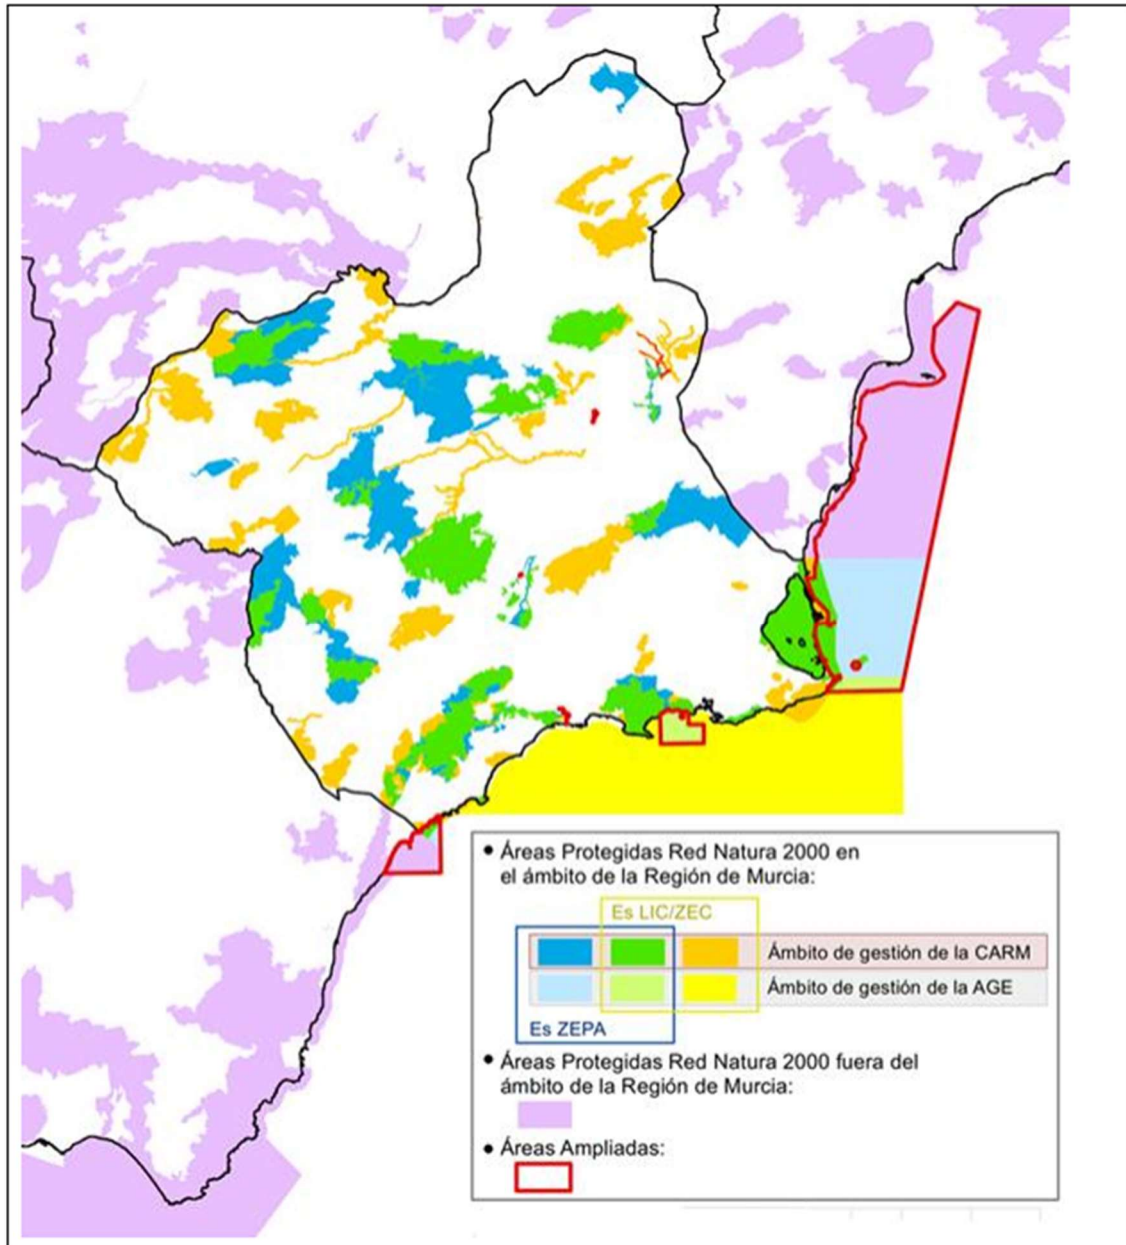 • Áreas Protegidas Red Natura 2000 en
el ámbito de la Región de Murcia:
Es LIC/ZEC
Ámbito de gestión de la CARM
Ámbito de gestión de la AGE
Es ZEPA
• Áreas Protegidas Red Natura 2000 fuera del
ámbito de la Región de Murcia:
• Áreas Ampliadas: